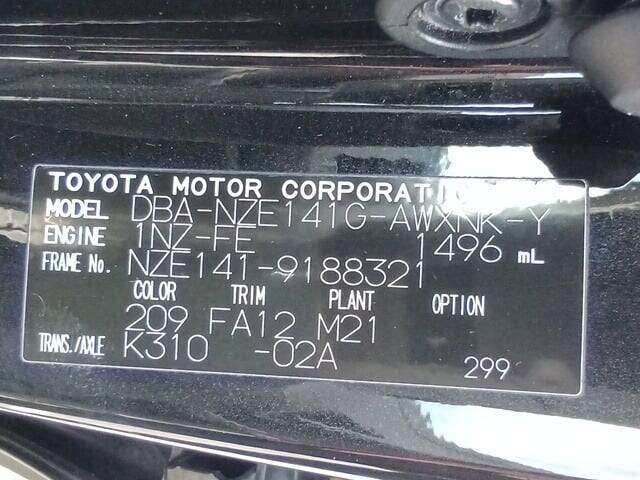 TOYOTA MOTOR CORPORATI
MODEL DBA-NZE141G-AWXNK-Y
ENGINE 1NZ-FE 1496 mL
FRAME No. NZE141-9188321
COLOR TRIM PLANT OPTION
209 FA12 M21
TRANS./AXLE K310 -02A 299